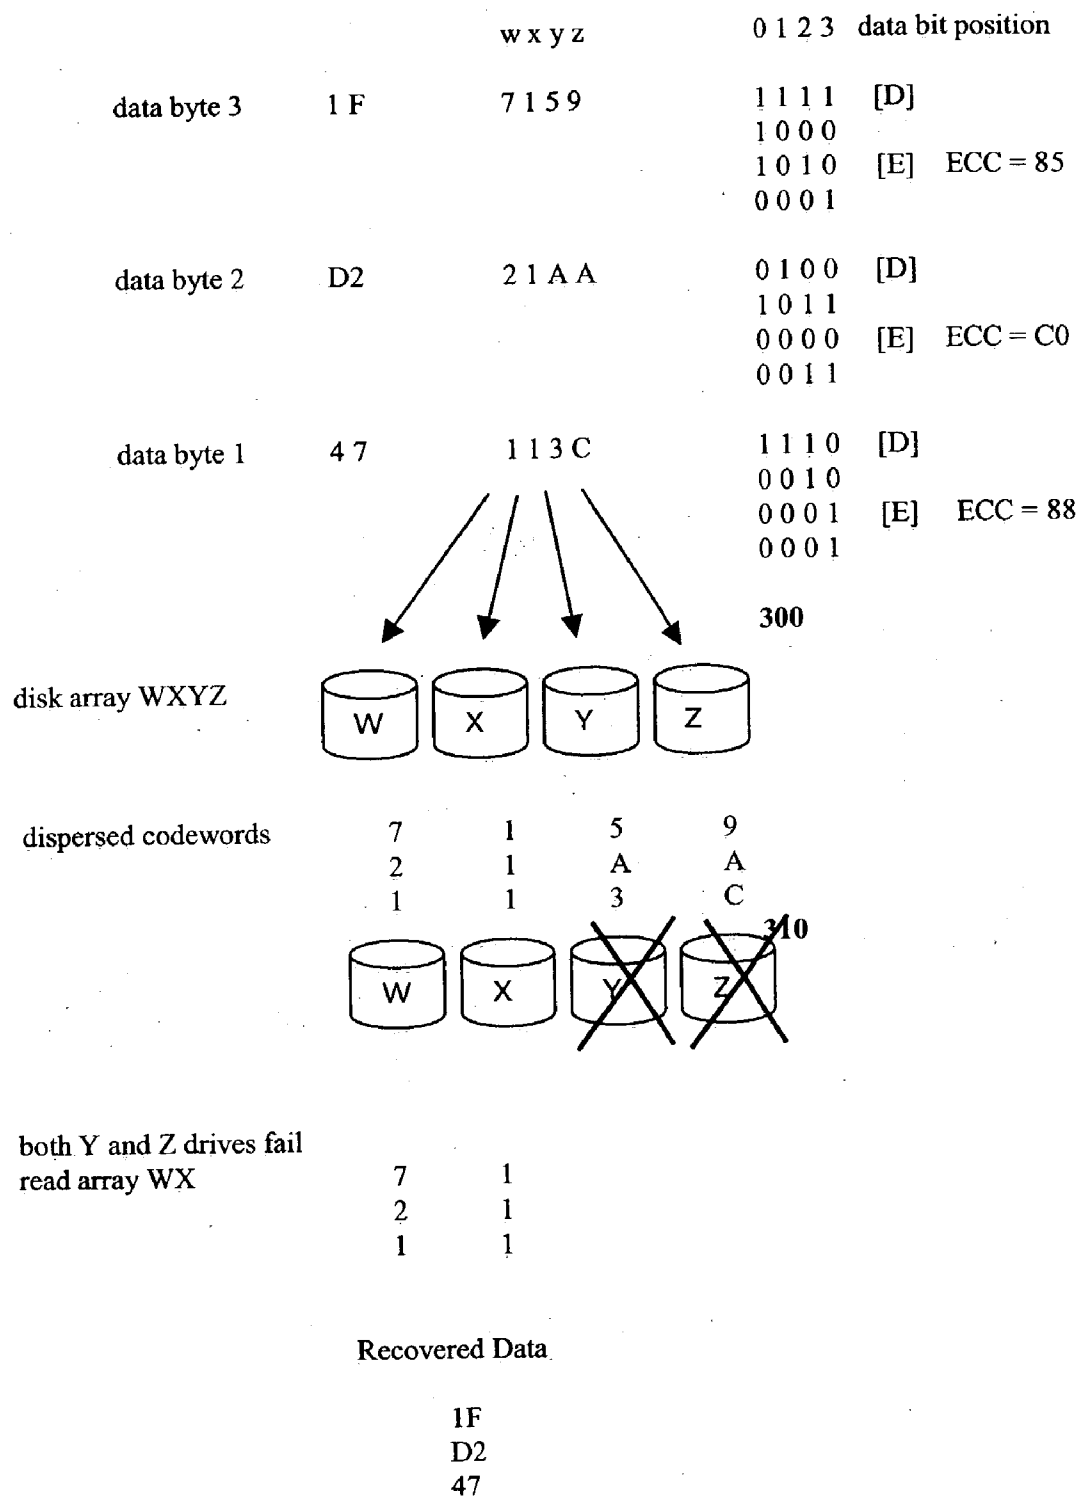 w x y z 0 1 2 3 data bit position
data byte 3 1 F 7 1 5 9 1 1 1 1 [D]
1 0 0 0
1 0 1 0 [E] ECC = 85
0 0 0 1
data byte 2 D2 2 1 A A 0 1 0 0 [D]
1 0 1 1
0 0 0 0 [E] ECC = C0
0 0 1 1
data byte 1 4 7 1 1 3 C 1 1 1 0 [D]
0 0 1 0
0 0 0 1 [E] ECC = 88
0 0 0 1
300
disk array WXYZ W X Y Z
dispersed codewords 7 1 5 9
2 1 A A
1 1 3 C
310
W X Y Z
both Y and Z drives fail
read array WX 7 1
2 1
1 1
Recovered Data
1F
D2
47